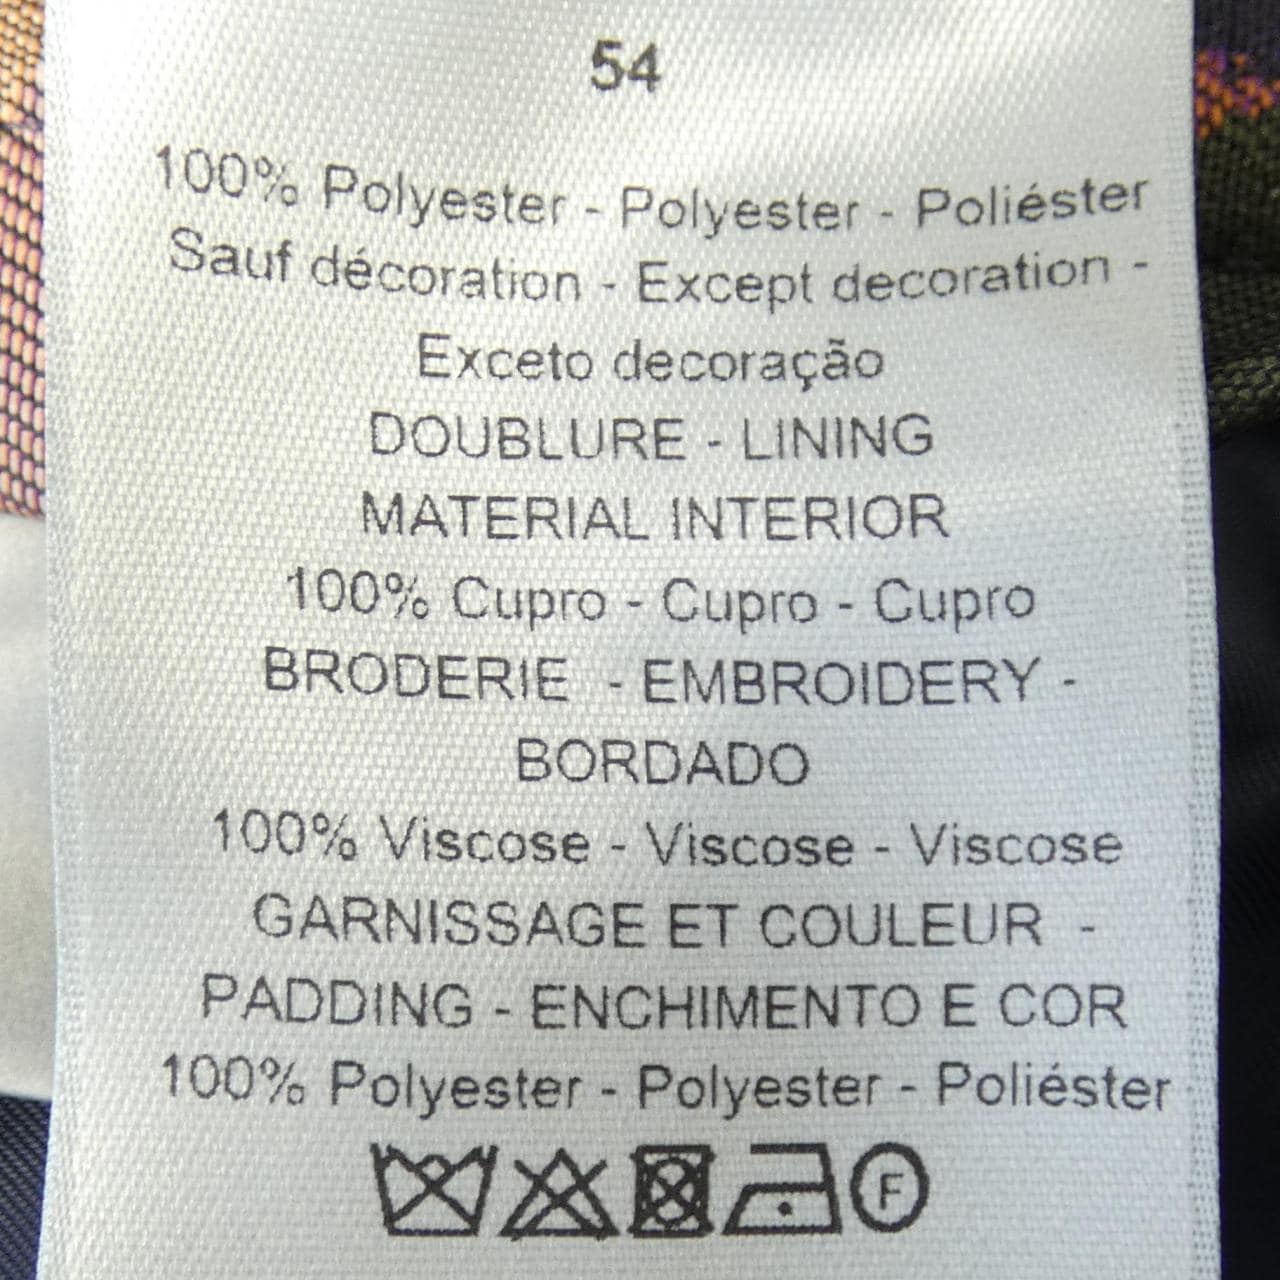 54
100% Polyester - Polyester - Poliéster
Sauf décoration - Except decoration -
Exceto decoração
DOUBLURE - LINING
MATERIAL INTERIOR
100% Cupro - Cupro - Cupro
BRODERIE - EMBROIDERY -
BORDADO
100% Viscose - Viscose - Viscose
GARNISSAGE ET COULEUR -
PADDING - ENCHIMENTO E COR
100% Polyester - Polyester - Poliéster
F